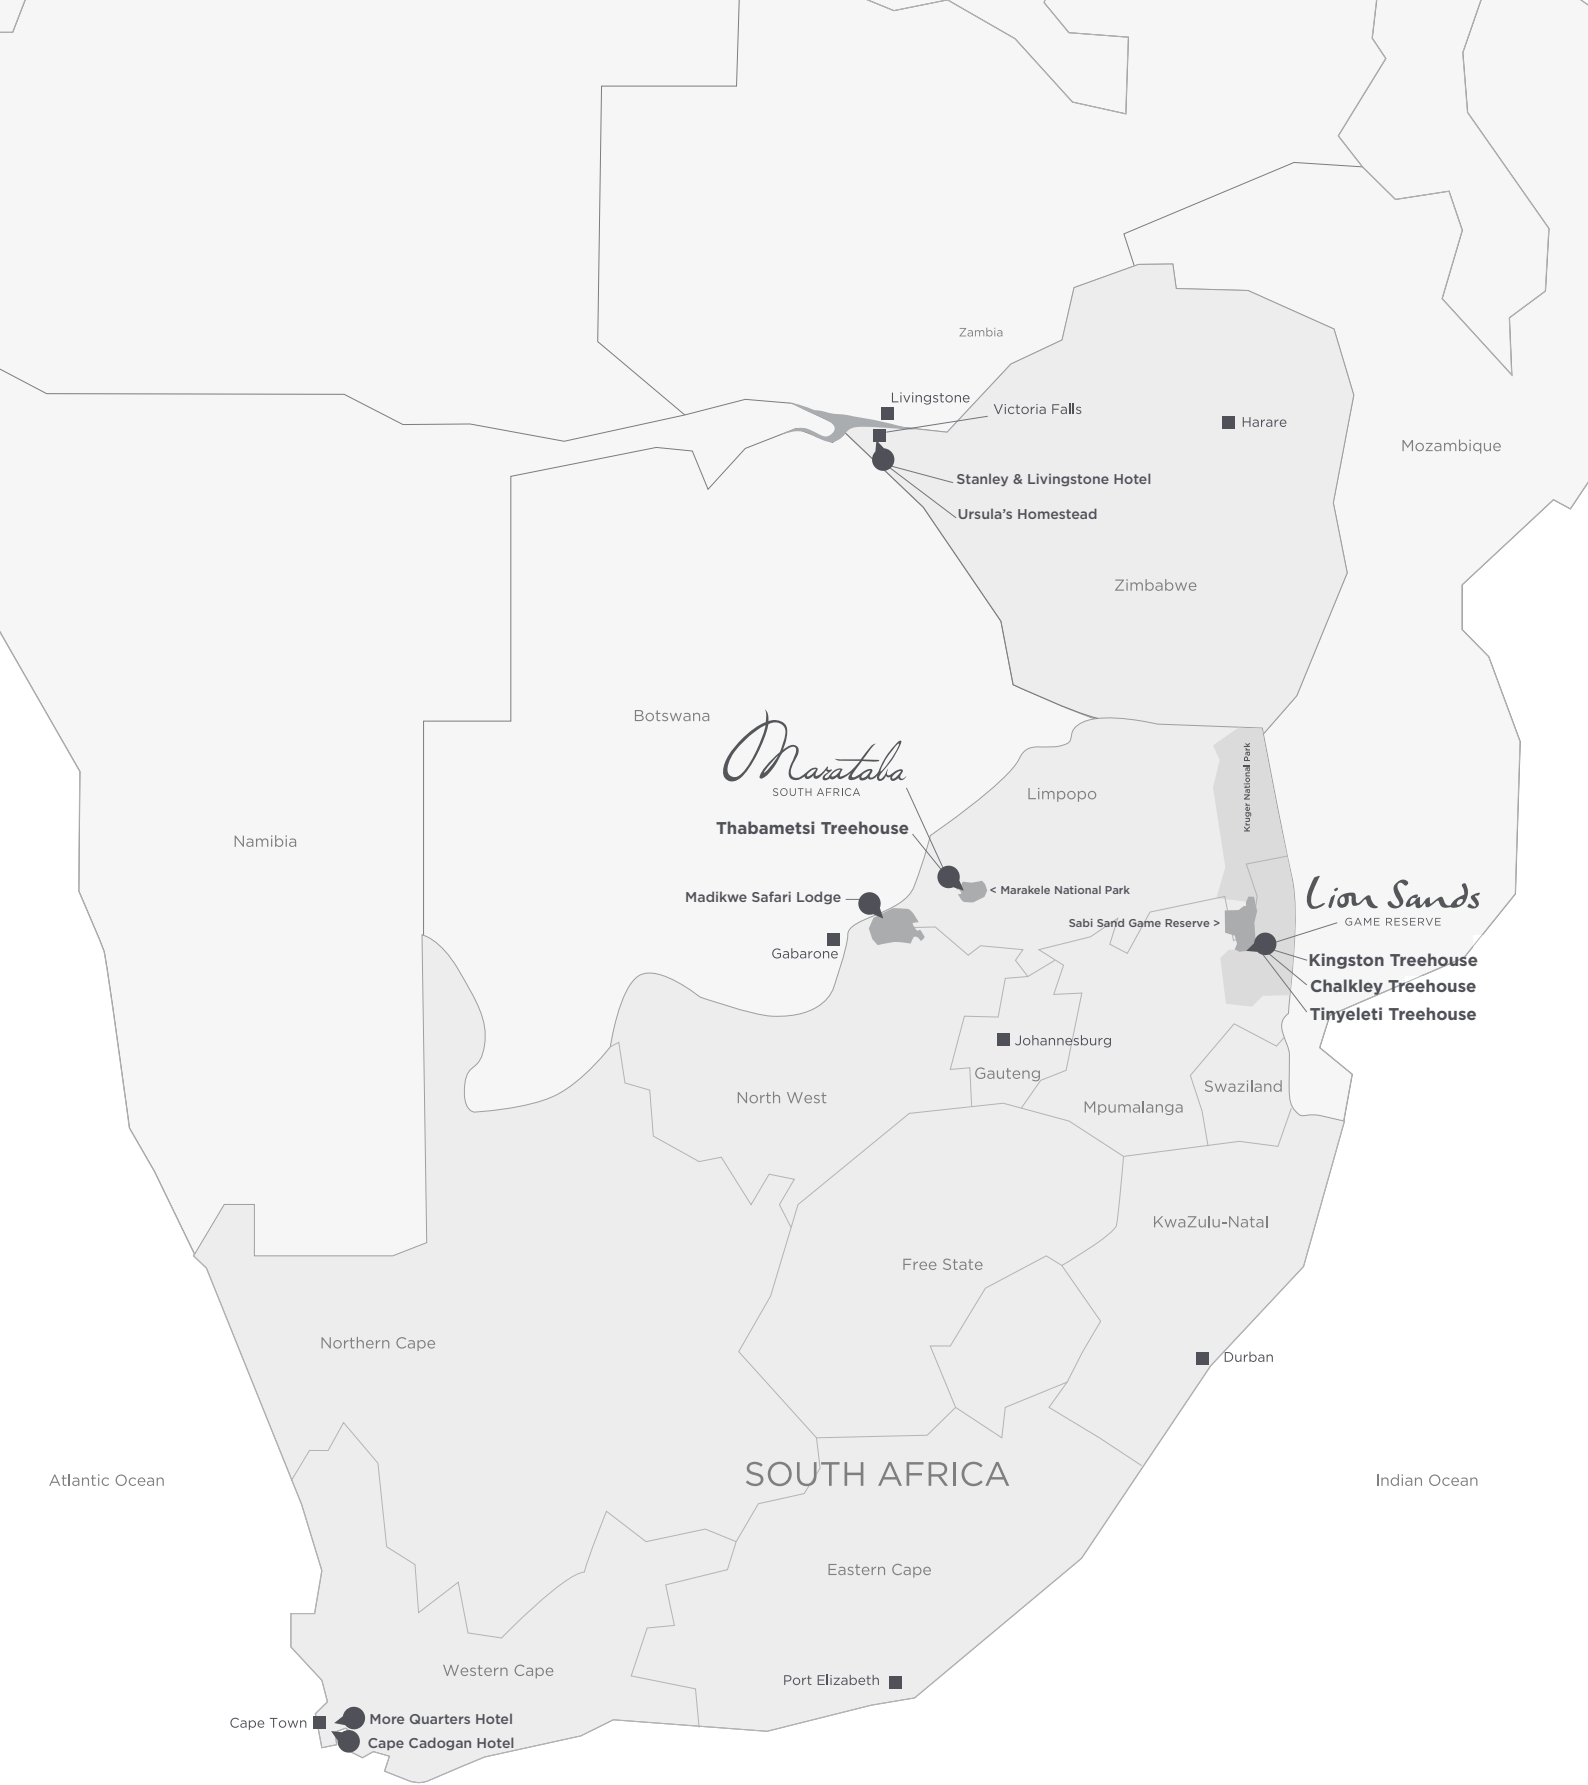 Zambia
Livingstone
Victoria Falls
Harare
Mozambique
Stanley & Livingstone Hotel
Ursula’s Homestead
Zimbabwe
Botswana
Marataba
SOUTH AFRICA
Limpopo
Kruger National Park
Thabametsi Treehouse
Namibia
Madikwe Safari Lodge
< Marakele National Park
Lion Sands
GAME RESERVE
Sabi Sand Game Reserve >
Gabarone
Kingston Treehouse
Chalkley Treehouse
Tinyeleti Treehouse
Johannesburg
Gauteng
Swaziland
North West
Mpumalanga
KwaZulu-Natal
Free State
Northern Cape
Durban
SOUTH AFRICA
Atlantic Ocean
Indian Ocean
Eastern Cape
Western Cape
Port Elizabeth
Cape Town
More Quarters Hotel
Cape Cadogan Hotel